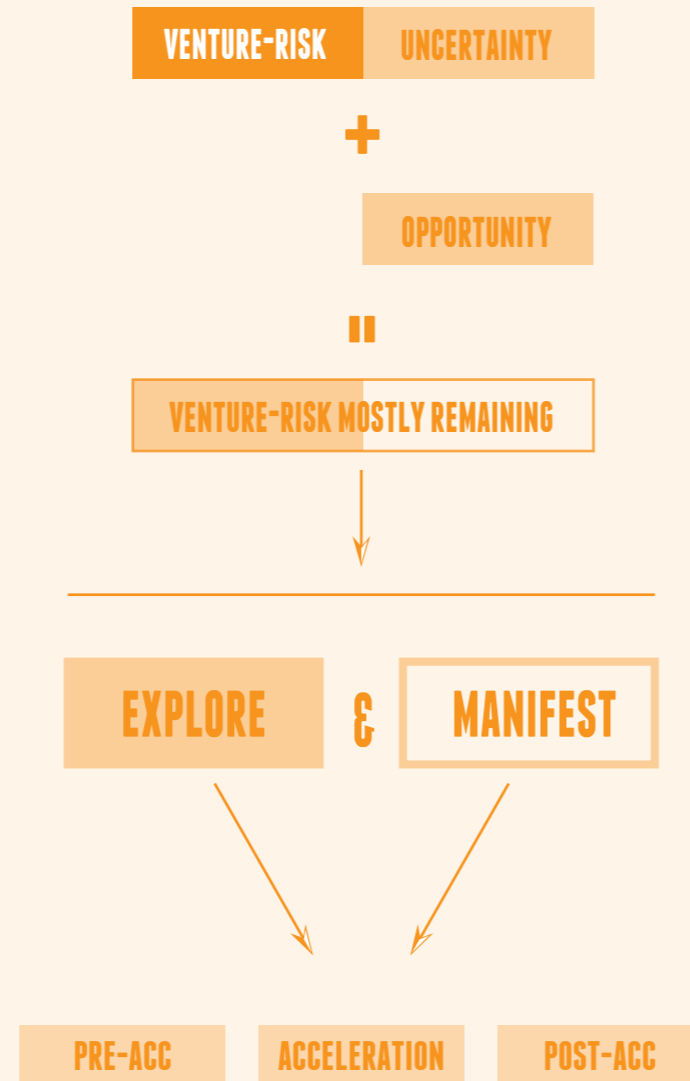 VENTURE-RISK UNCERTAINTY
+
OPPORTUNITY
=
VENTURE-RISK MOSTLY REMAINING
EXPLORE & MANIFEST
PRE-ACC ACCELERATION POST-ACC